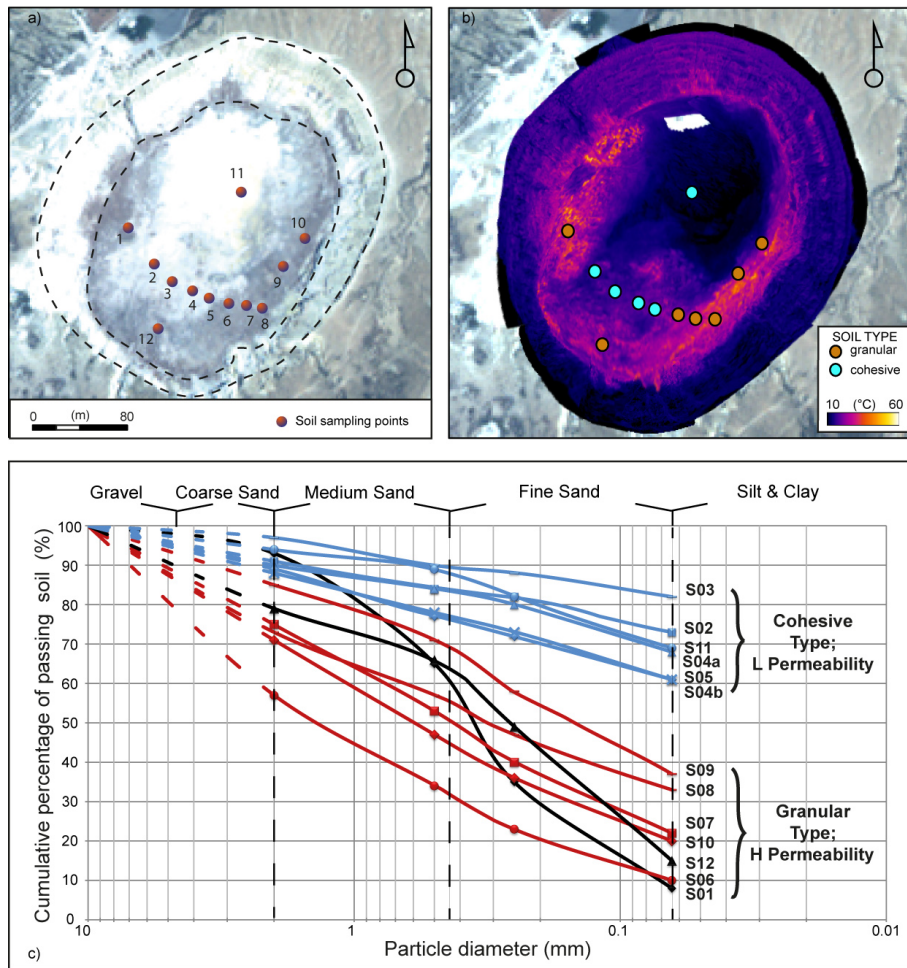 a)
11
10
1
2
9
3
4
5
6
7
8
12
0 (m) 80
Soil sampling points
b)
SOIL TYPE
granular
cohesive
10 (°C) 60
Gravel
Coarse Sand
Medium Sand
Fine Sand
Silt & Clay
Cumulative percentage of passing soil (%)
100
90
80
70
60
50
40
30
20
10
0
S03
S02
S11
S04a
S05
S04b
Cohesive
Type;
L Permeability
S09
S08
S07
S10
S12
S06
S01
Granular
Type;
H Permeability
10
1
0.1
0.01
c)
Particle diameter (mm)